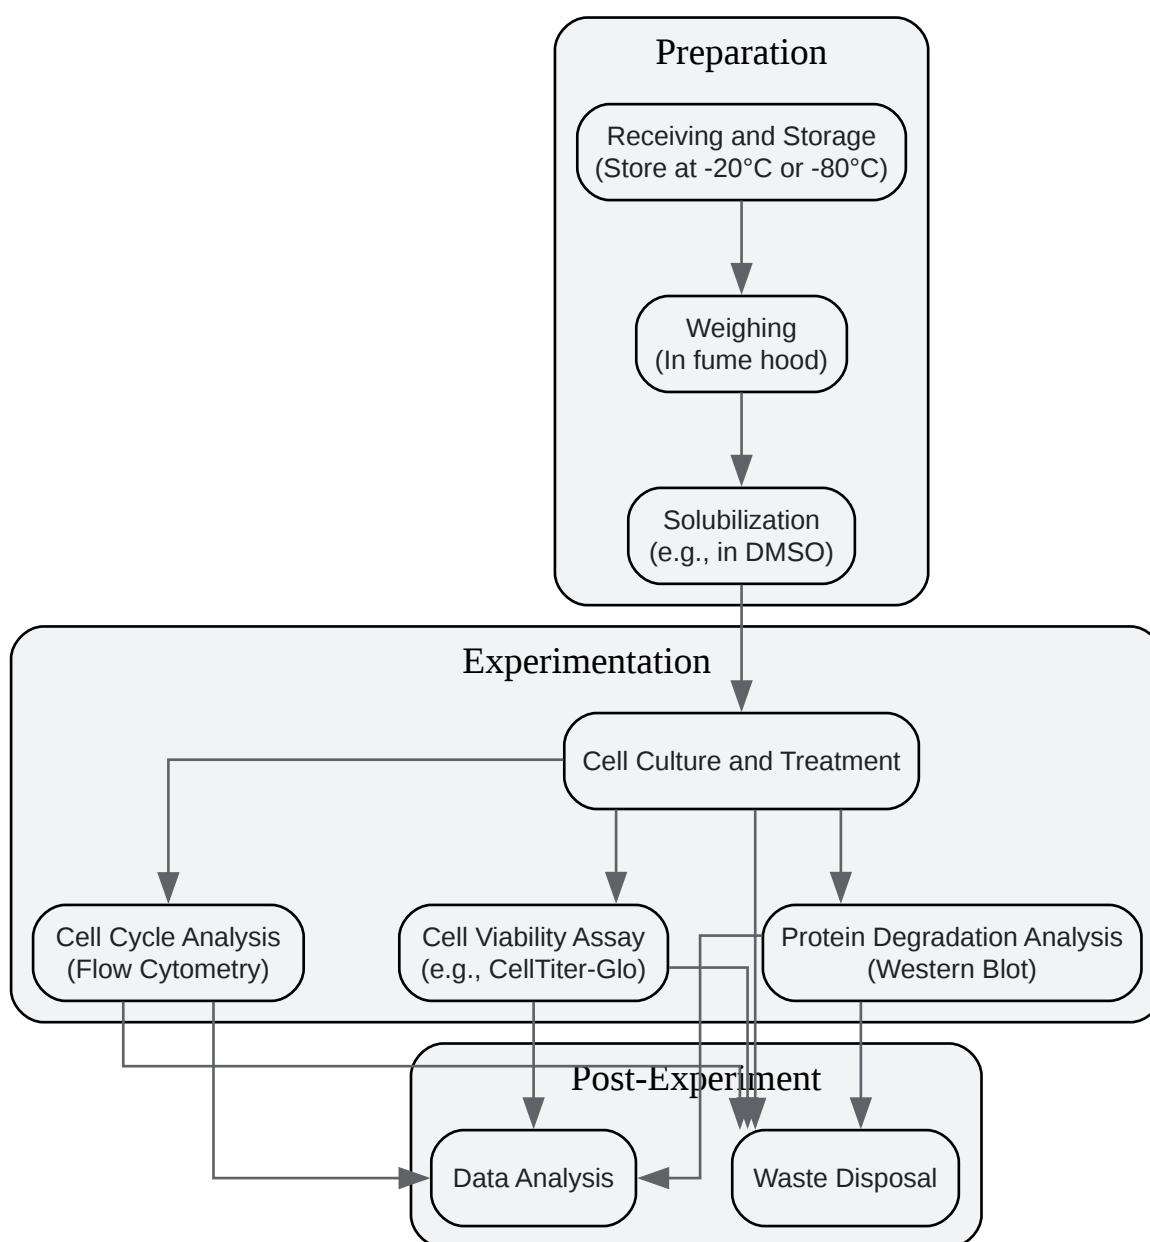 Preparation
Receiving and Storage
(Store at -20°C or -80°C)
Weighing
(In fume hood)
Solubilization
(e.g., in DMSO)
Experimentation
Cell Culture and Treatment
Cell Cycle Analysis
(Flow Cytometry)
Cell Viability Assay
(e.g., CellTiter-Glo)
Protein Degradation Analysis
(Western Blot)
Post-Experiment
Data Analysis
Waste Disposal